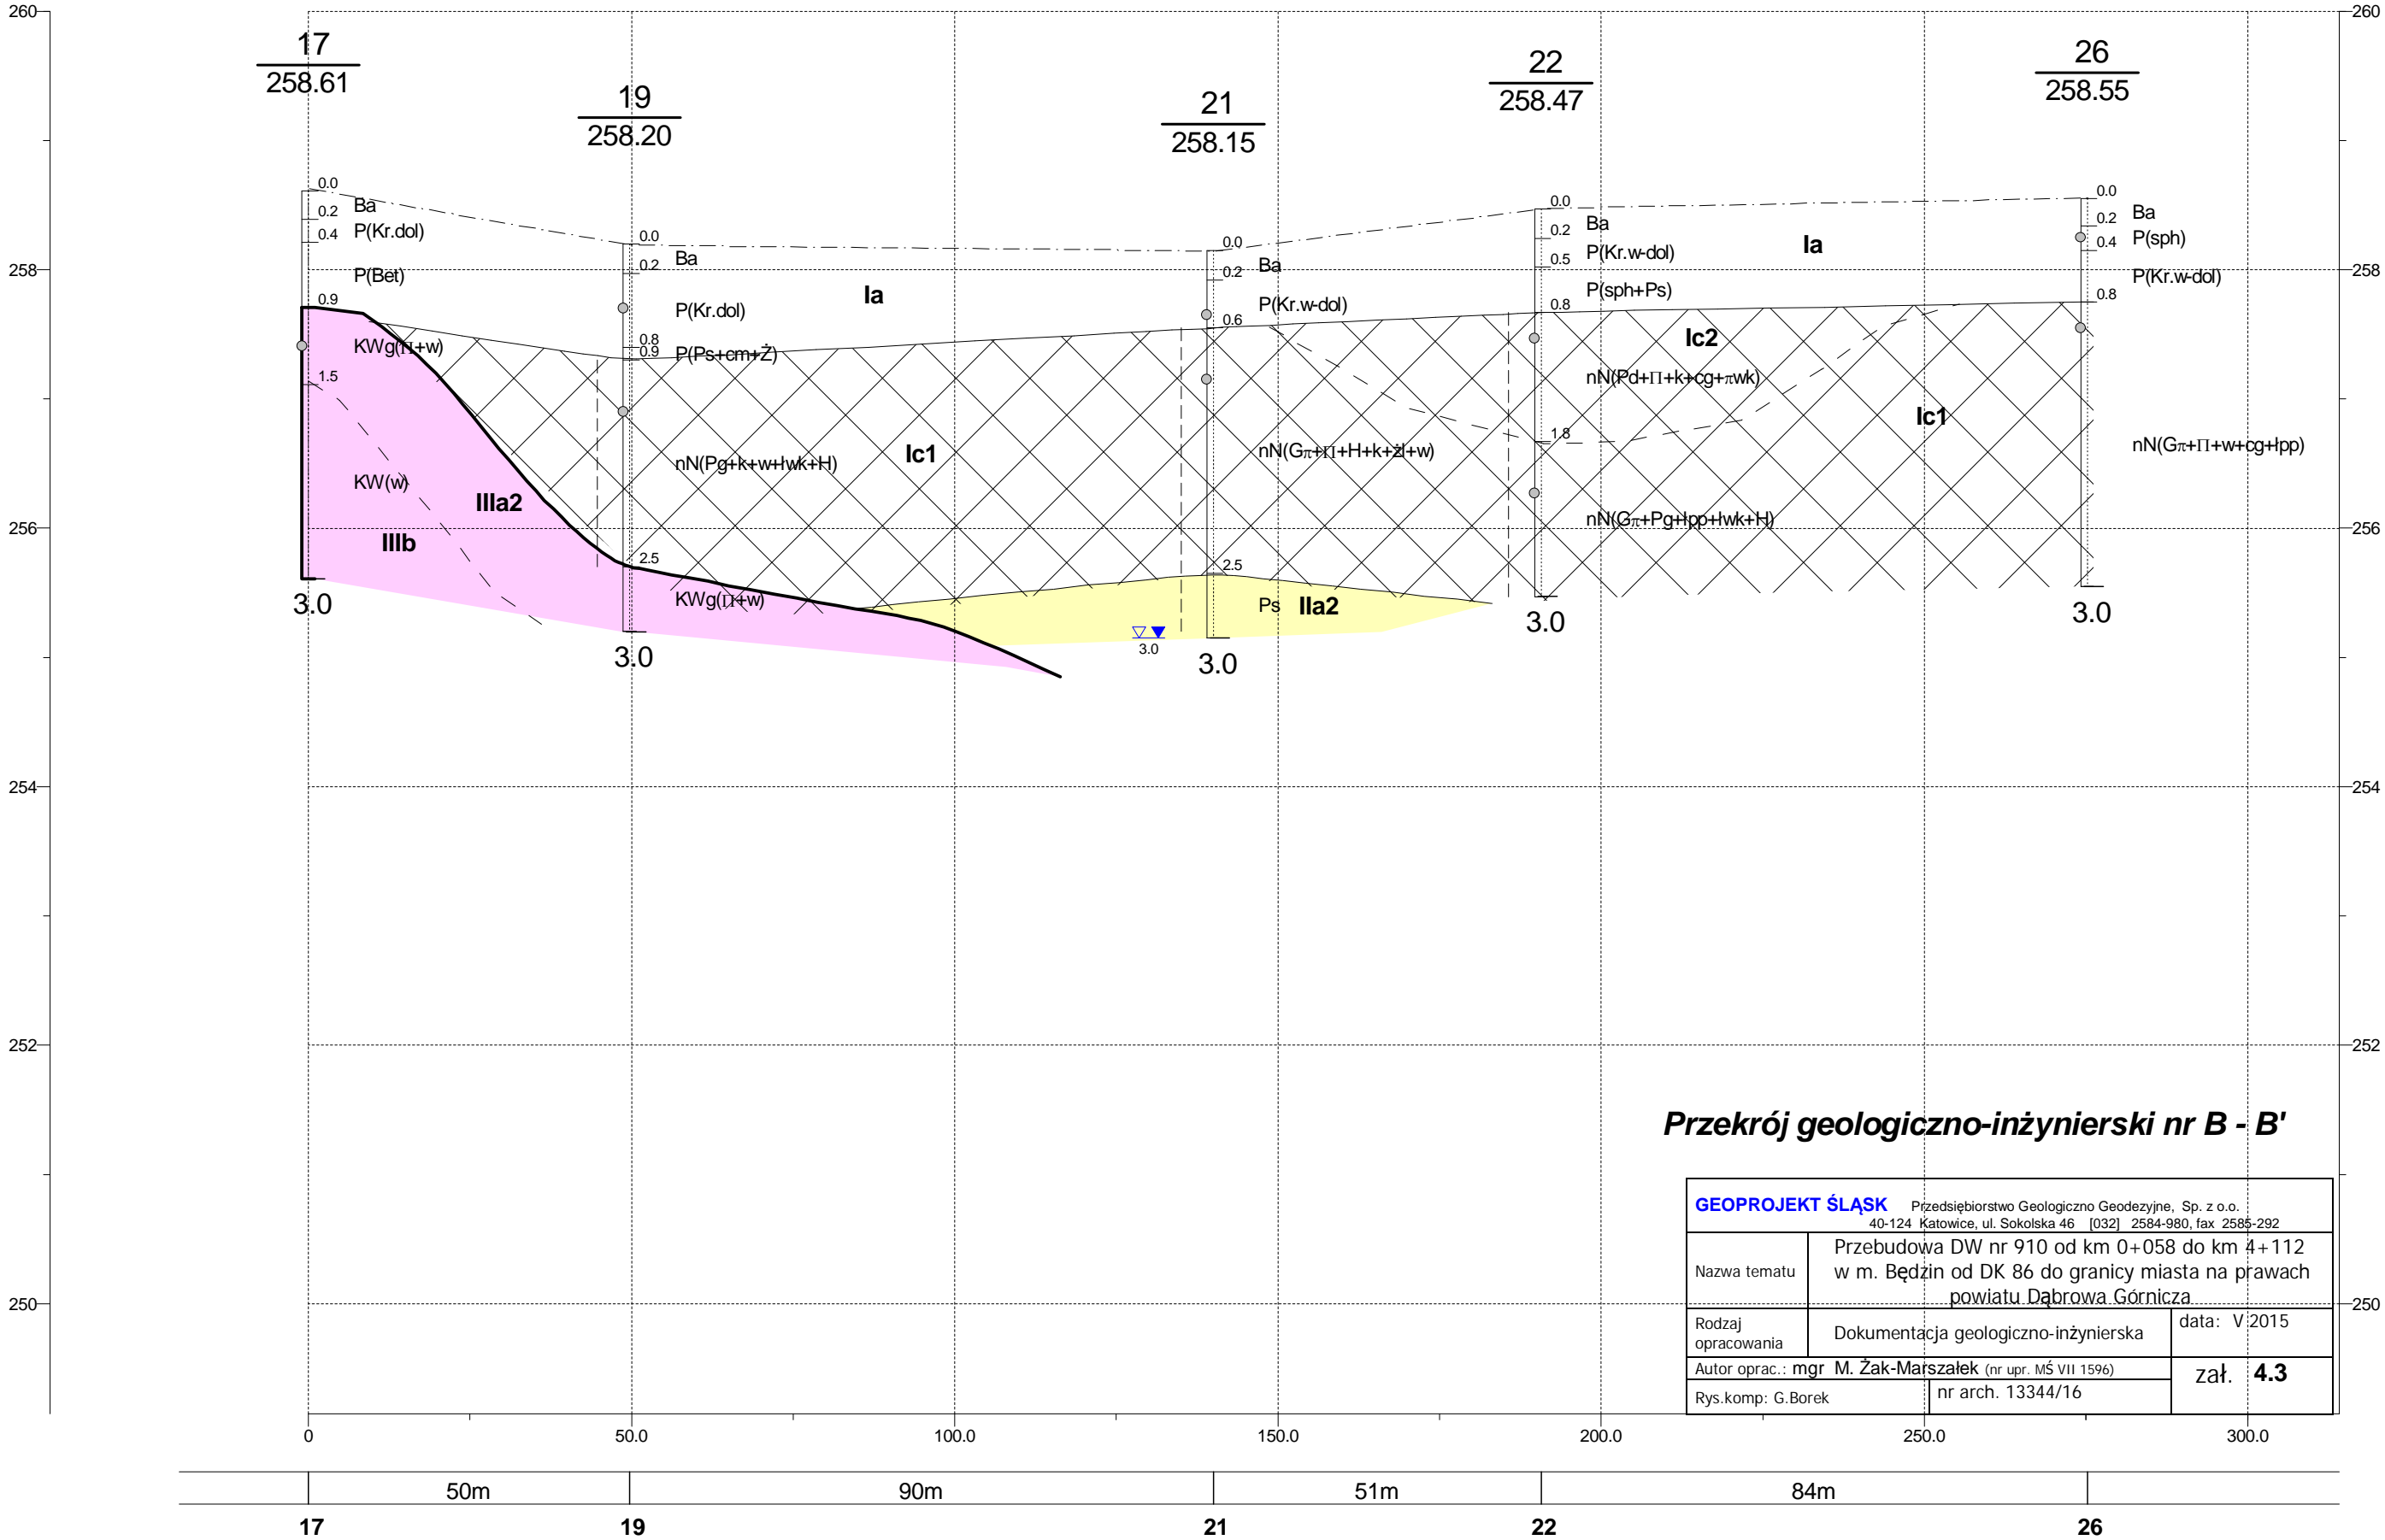 260
260
17
258.61
19
258.20
21
258.15
22
258.47
26
258.55
0.0
0.2
0.4
0.9
1.5
Ba
P(Kr.dol)
P(Bet)
KWg(Π+w)
KW(w)
IIIa2
IIIb
3.0
0.0
0.2
0.8
0.9
2.5
Ba
P(Kr.dol)
P(Ps+cm+Ż)
nN(Pg+k+w+łwk+H)
KWg(Π+w)
3.0
Ia
Ic1
0.0
0.2
0.6
2.5
Ba
P(Kr.w-dol)
nN(Gπ+Π+H+k+żl+w)
Ps
IIa2
3.0
3.0
0.0
0.2
0.5
0.8
1.8
Ba
P(Kr.w-dol)
P(sph+Ps)
nN(Pd+Π+k+cg+πwk)
nN(Gπ+Pg+łpp+łwk+H)
3.0
Ia
Ic2
Ic1
0.0
0.2
0.4
0.8
Ba
P(sph)
P(Kr.w-dol)
nN(Gπ+Π+w+cg+łpp)
3.0
258
258
256
256
254
254
252
252
250
250
Przekrój geologiczno-inżynierski nr B - B'
GEOPROJEKT ŚLĄSK Przedsiębiorstwo Geologiczno Geodezyjne, Sp. z o.o.
40-124 Katowice, ul. Sokolska 46 [032] 2584-980, fax 2585-292
Nazwa tematu
Przebudowa DW nr 910 od km 0+058 do km 4+112
w m. Będzin od DK 86 do granicy miasta na prawach
powiatu Dąbrowa Górnicza
Rodzaj
opracowania
Dokumentacja geologiczno-inżynierska
data: V.2015
Autor oprac.: mgr M. Żak-Marszałek (nr upr. MŚ VII 1596)
zał. 4.3
Rys.komp: G.Borek
nr arch. 13344/16
0
50.0
100.0
150.0
200.0
250.0
300.0
50m
90m
51m
84m
17
19
21
22
26